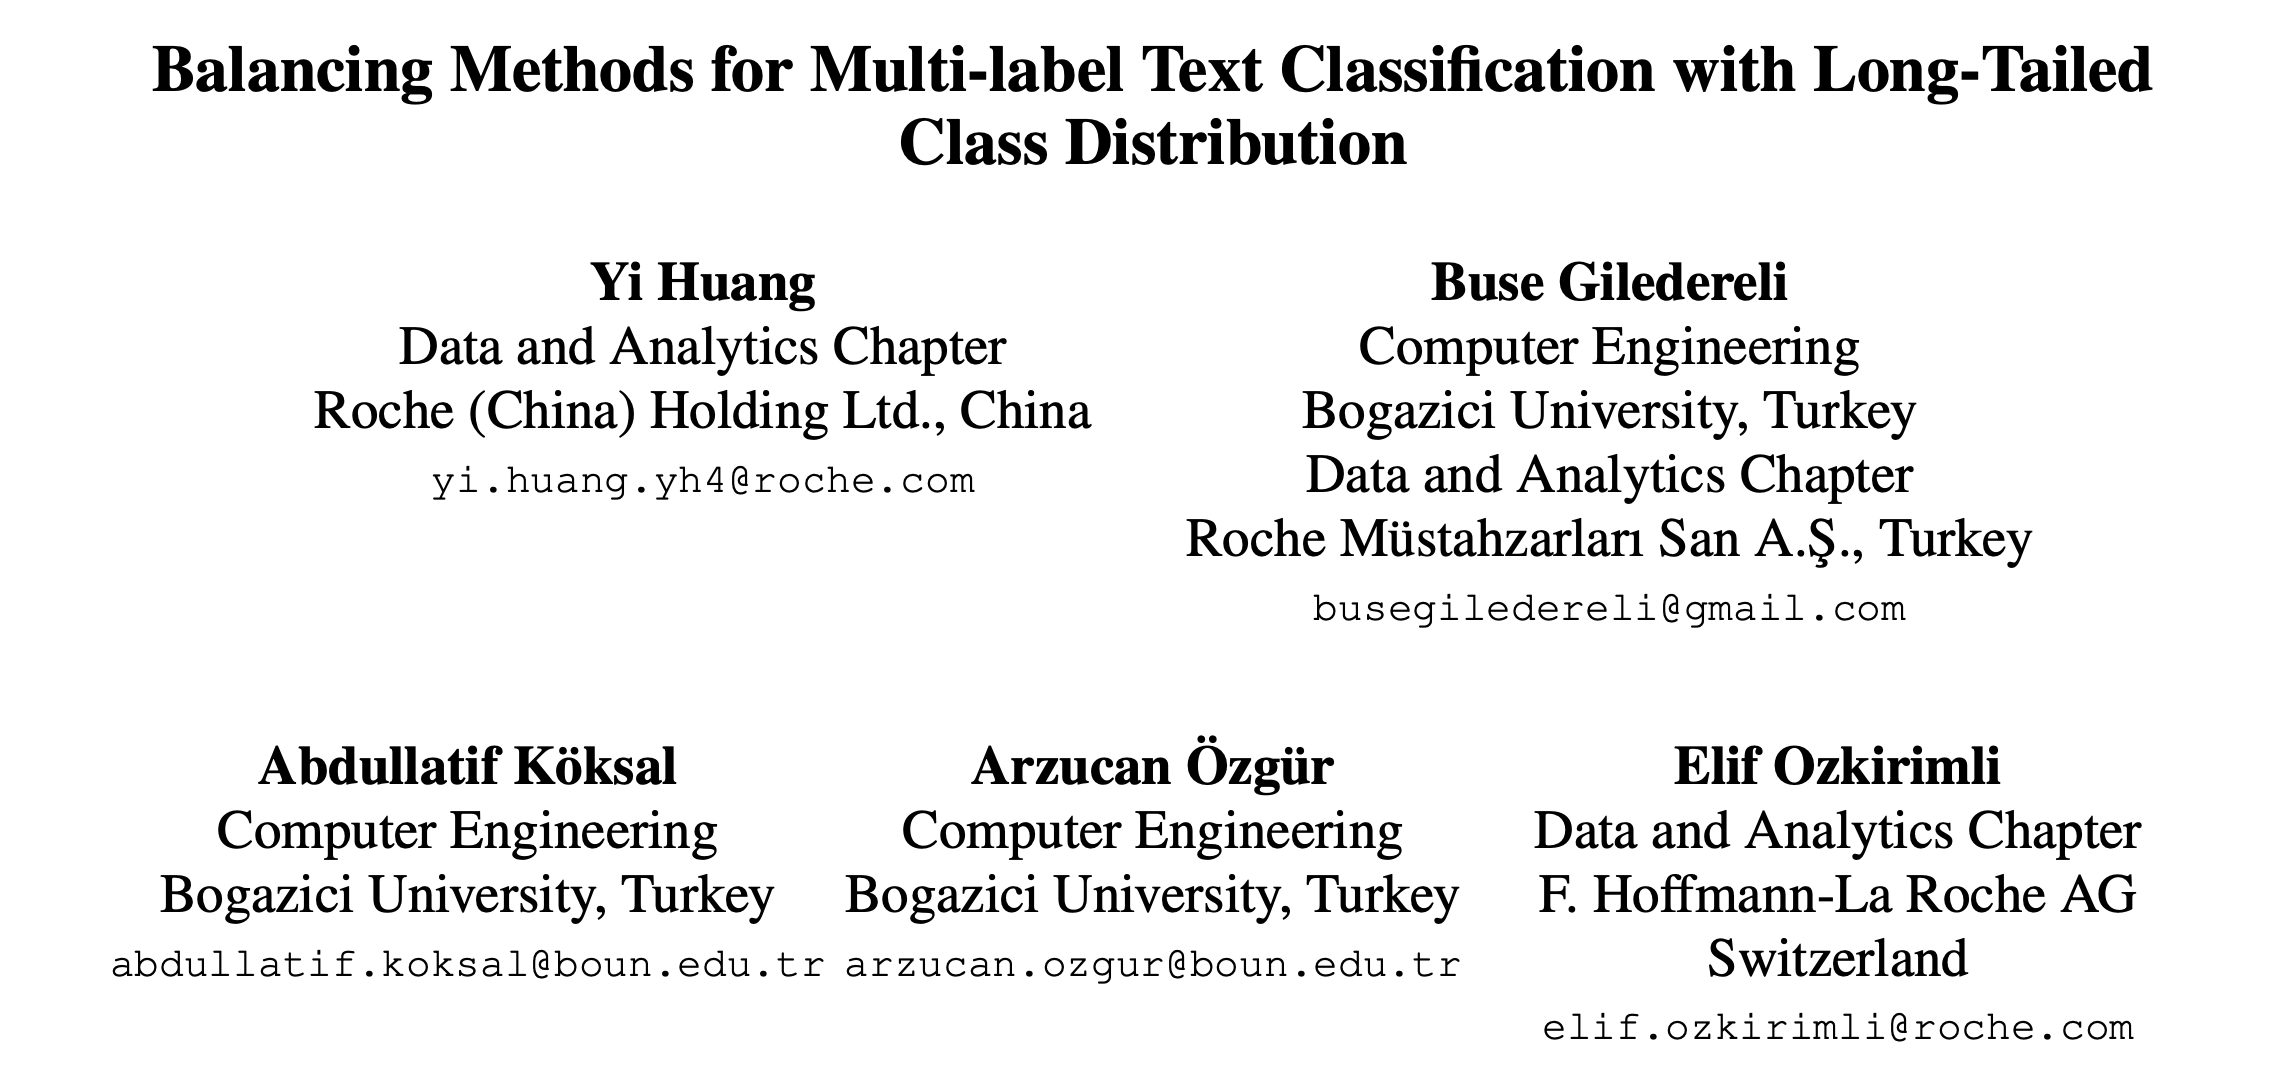 Balancing Methods for Multi-label Text Classification with Long-Tailed
Class Distribution
Yi Huang
Data and Analytics Chapter
Roche (China) Holding Ltd., China
yi.huang.yh4@roche.com
Buse Giledereli
Computer Engineering
Bogazici University, Turkey
Data and Analytics Chapter
Roche Müstahzarları San A.Ş., Turkey
busegiledereli@gmail.com
Abdullatif Köksal
Computer Engineering
Bogazici University, Turkey
abdullatif.koksal@boun.edu.tr
Arzucan Özgür
Computer Engineering
Bogazici University, Turkey
arzucan.ozgur@boun.edu.tr
Elif Ozkirimli
Data and Analytics Chapter
F. Hoffmann-La Roche AG
Switzerland
elif.ozkirimli@roche.com